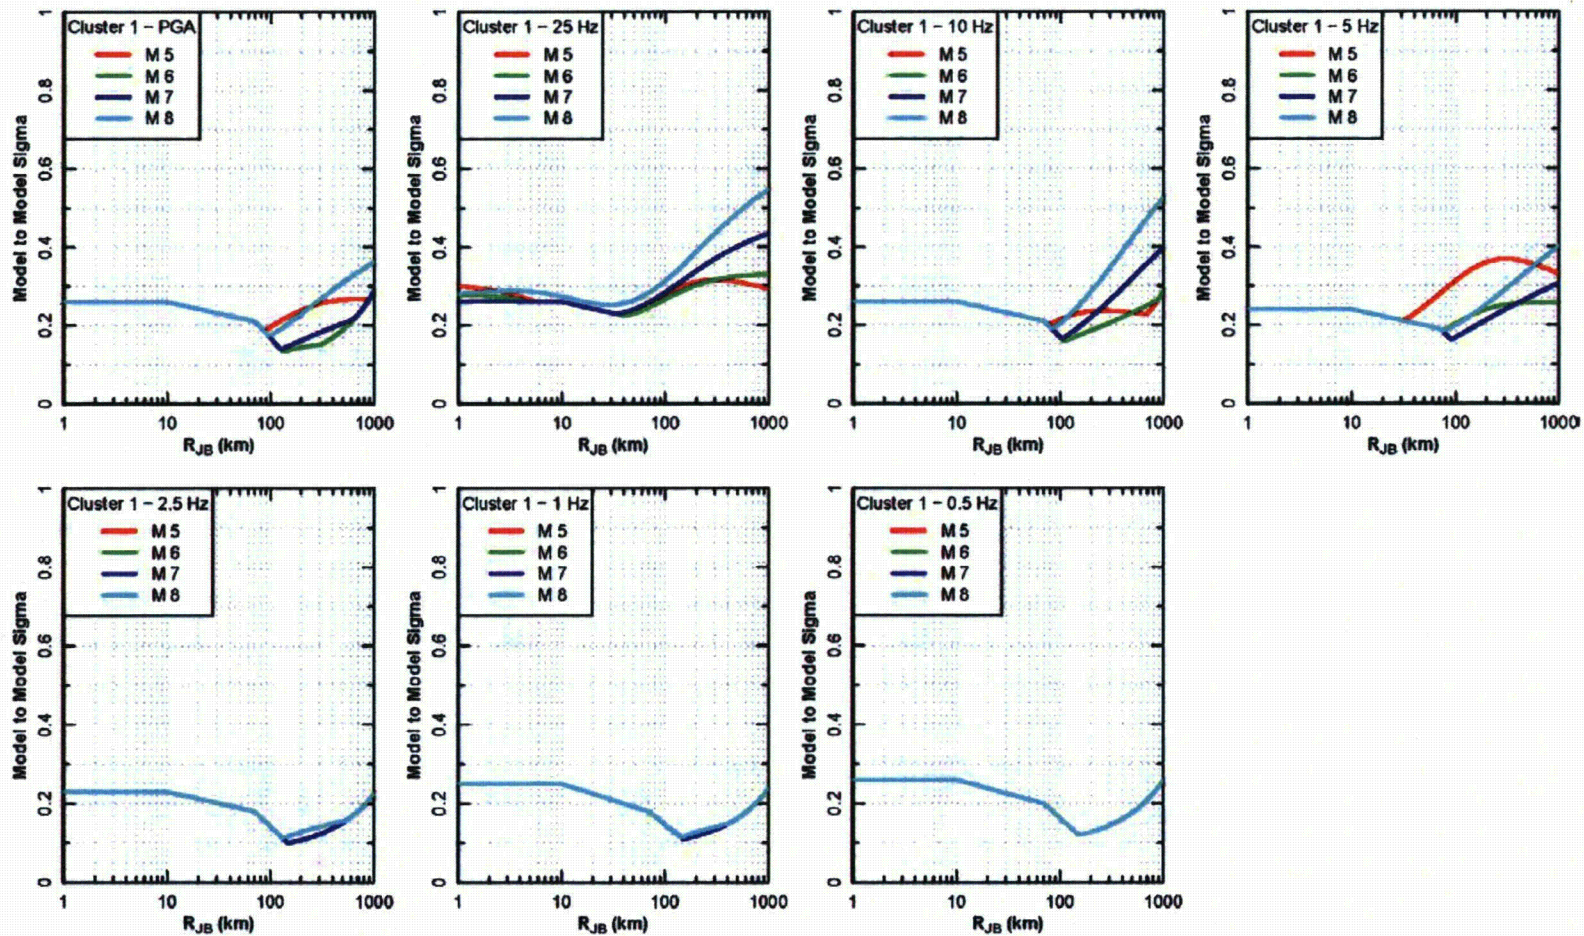 Cluster 1 – PGA
M 5
M 6
M 7
M 8
Model to Model Sigma
0
0.2
0.4
0.6
0.8
1
1
10
100
1000
R_JB (km)
Cluster 1 – 25 Hz
M 5
M 6
M 7
M 8
Model to Model Sigma
0
0.2
0.4
0.6
0.8
1
1
10
100
1000
R_JB (km)
Cluster 1 – 10 Hz
M 5
M 6
M 7
M 8
Model to Model Sigma
0
0.2
0.4
0.6
0.8
1
1
10
100
1000
R_JB (km)
Cluster 1 – 5 Hz
M 5
M 6
M 7
M 8
Model to Model Sigma
0
0.2
0.4
0.6
0.8
1
1
10
100
1000
R_JB (km)
Cluster 1 – 2.5 Hz
M 5
M 6
M 7
M 8
Model to Model Sigma
0
0.2
0.4
0.6
0.8
1
1
10
100
1000
R_JB (km)
Cluster 1 – 1 Hz
M 5
M 6
M 7
M 8
Model to Model Sigma
0
0.2
0.4
0.6
0.8
1
1
10
100
1000
R_JB (km)
Cluster 1 – 0.5 Hz
M 5
M 6
M 7
M 8
Model to Model Sigma
0
0.2
0.4
0.6
0.8
1
1
10
100
1000
R_JB (km)